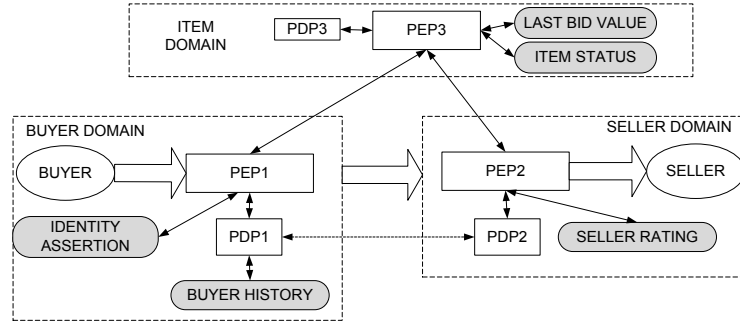 ITEM
DOMAIN
PDP3
PEP3
LAST BID VALUE
ITEM STATUS
BUYER DOMAIN
BUYER
PEP1
IDENTITY
ASSERTION
PDP1
BUYER HISTORY
SELLER DOMAIN
PEP2
SELLER
PDP2
SELLER RATING